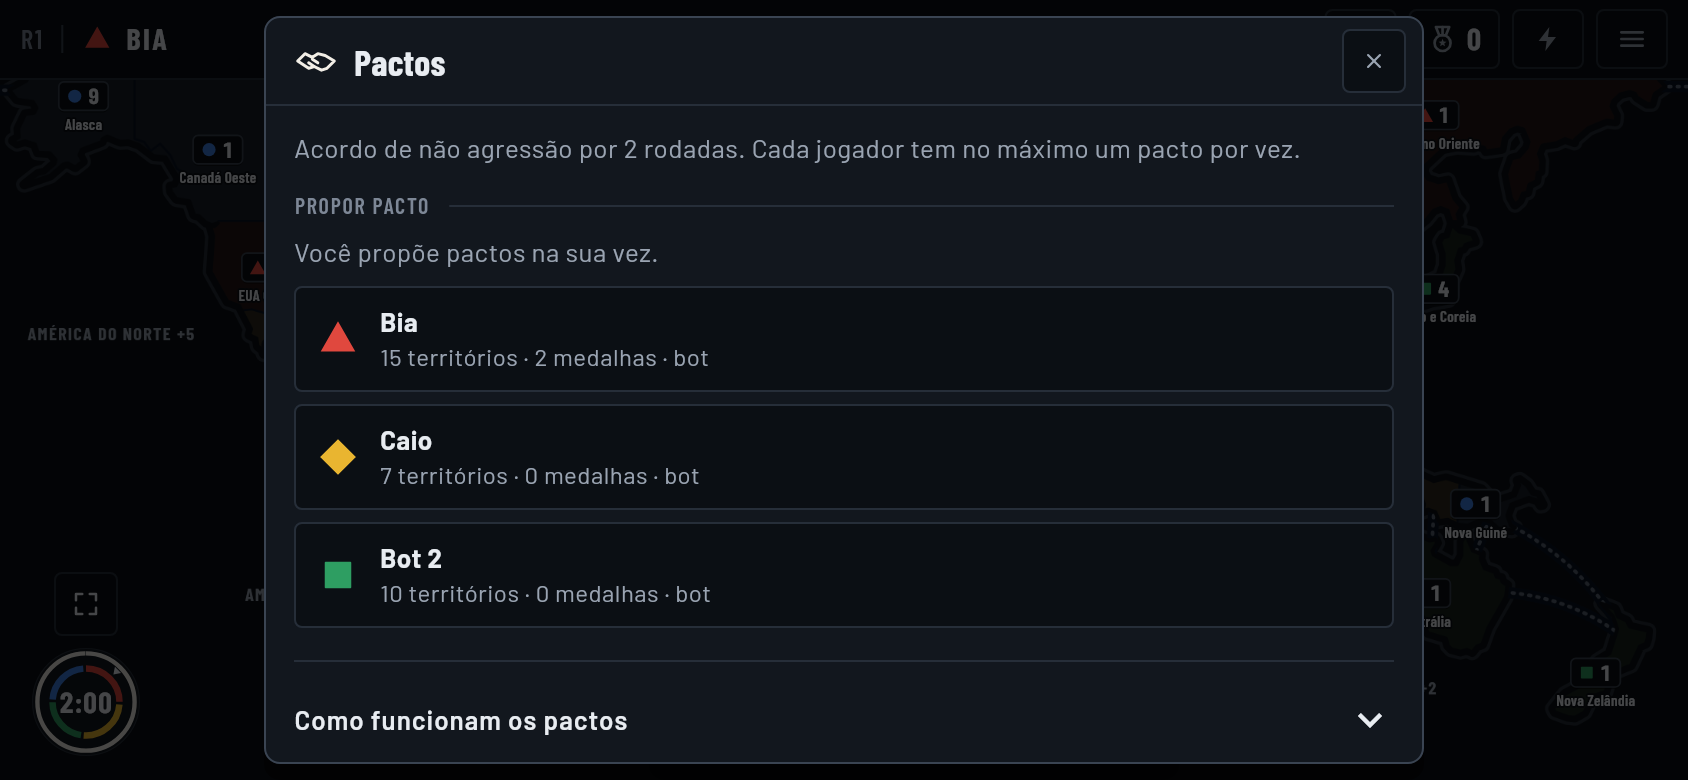 R1 BIA
0
Pactos
Acordo de não agressão por 2 rodadas. Cada jogador tem no máximo um pacto por vez.
PROPOR PACTO
Você propõe pactos na sua vez.
Bia
15 territórios · 2 medalhas · bot
Caio
7 territórios · 0 medalhas · bot
Bot 2
10 territórios · 0 medalhas · bot
Como funcionam os pactos
9
Alasca
1
Canadá Oeste
EUA
AMÉRICA DO NORTE +5
2:00
1
Oriente
4
e Coreia
1
Nova Guiné
1
1
Nova Zelândia